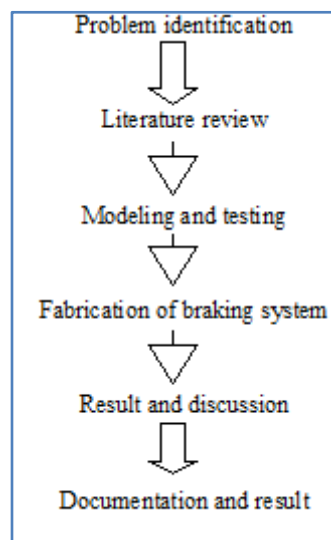 Problem identification
Literature review
Modeling and testing
Fabrication of braking system
Result and discussion
Documentation and result